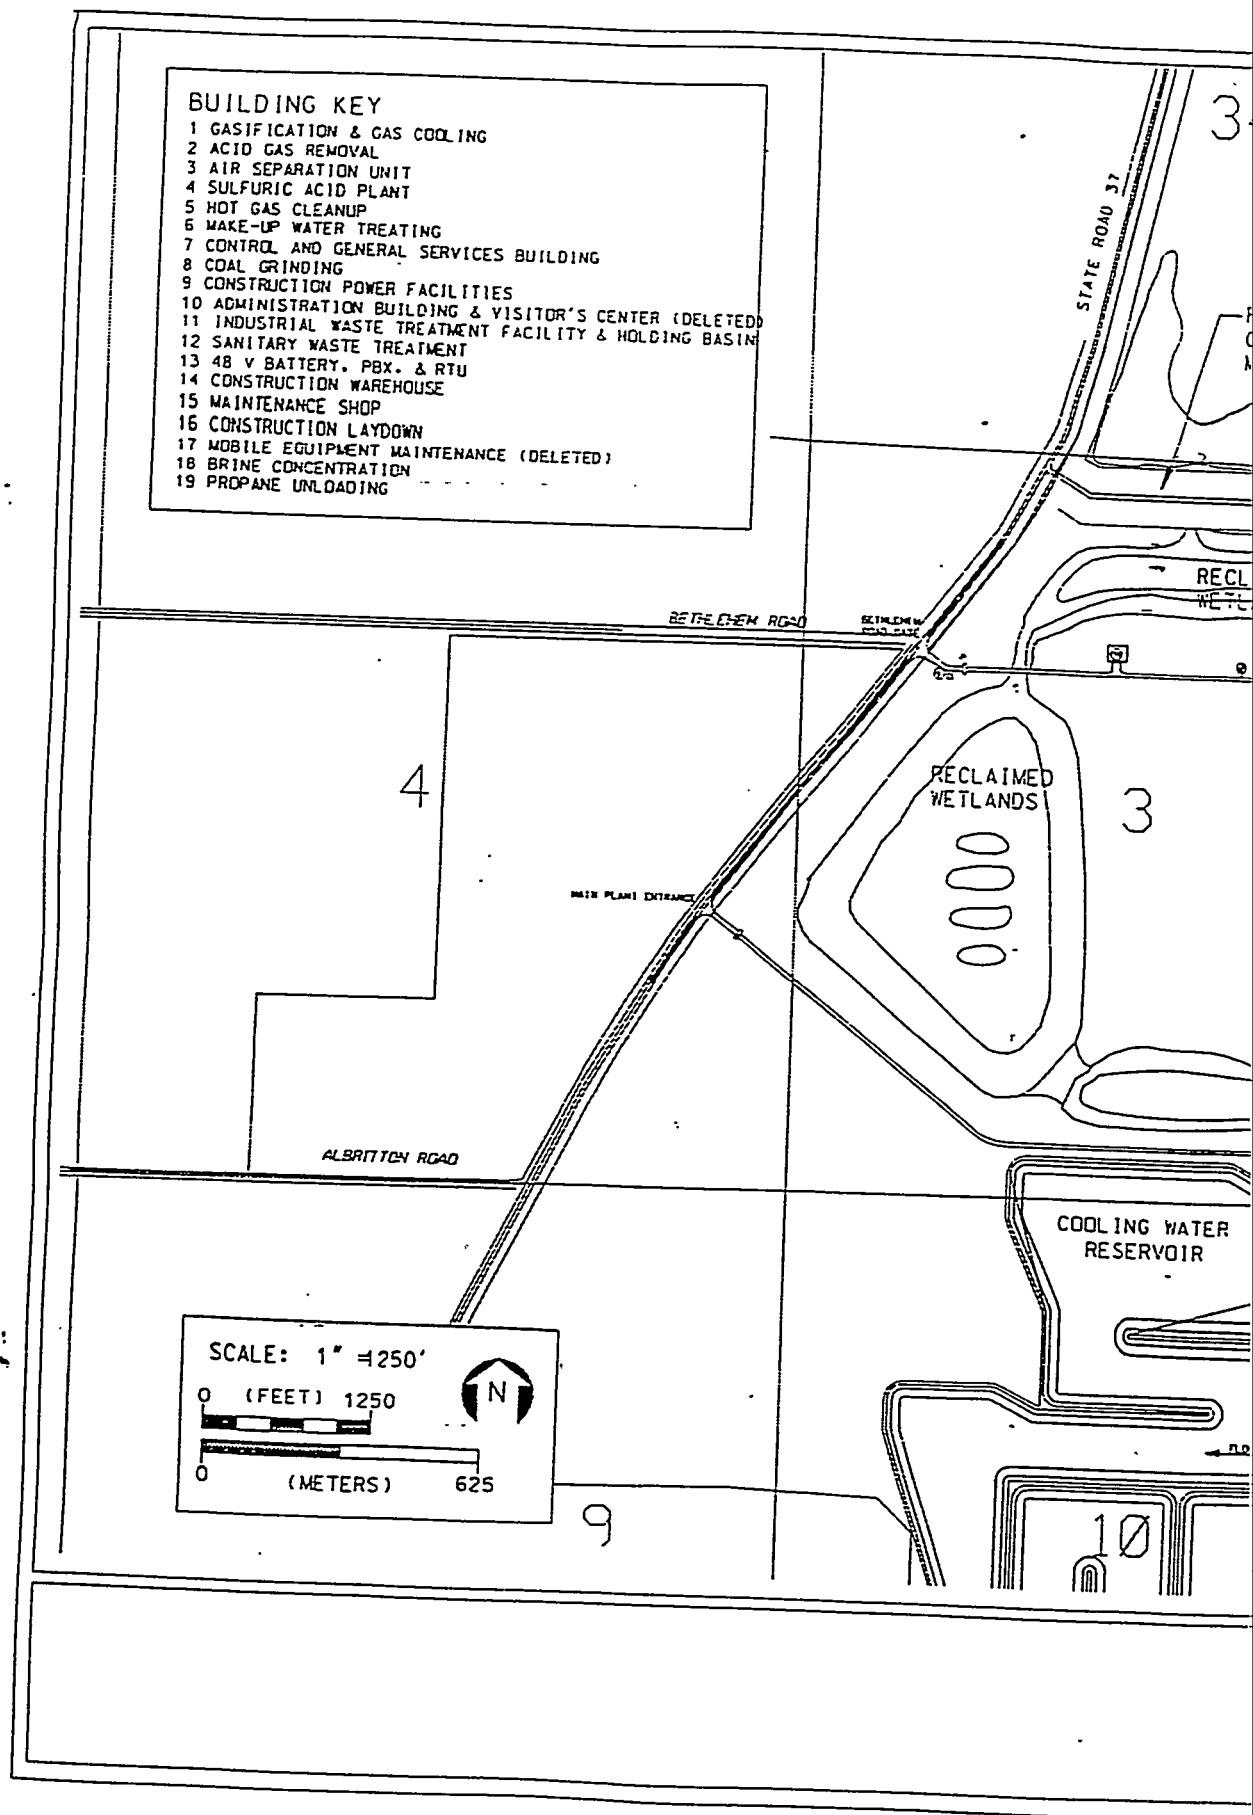 BUILDING KEY
1 GASIFICATION & GAS COOLING
2 ACID GAS REMOVAL
3 AIR SEPARATION UNIT
4 SULFURIC ACID PLANT
5 HOT GAS CLEANUP
6 MAKE-UP WATER TREATING
7 CONTROL AND GENERAL SERVICES BUILDING
8 COAL GRINDING
9 CONSTRUCTION POWER FACILITIES
10 ADMINISTRATION BUILDING & VISITOR'S CENTER (DELETED)
11 INDUSTRIAL WASTE TREATMENT FACILITY & HOLDING BASIN
12 SANITARY WASTE TREATMENT
13 48 V BATTERY. PBX. & RTU
14 CONSTRUCTION WAREHOUSE
15 MAINTENANCE SHOP
16 CONSTRUCTION LAYDOWN
17 MOBILE EQUIPMENT MAINTENANCE (DELETED)
18 BRINE CONCENTRATION
19 PROPANE UNLOADING
STATE ROAD 37
RECL
WETL
BETHLEHEM ROAD
BETHLEHEM
ROAD GATE
4
RECLAIMED
WETLANDS
3
MAIN PLANT ENTRANCE
ALBRITTON ROAD
COOLING WATER
RESERVOIR
SCALE: 1" =1250'
0 (FEET) 1250
N
0 (METERS) 625
9
10